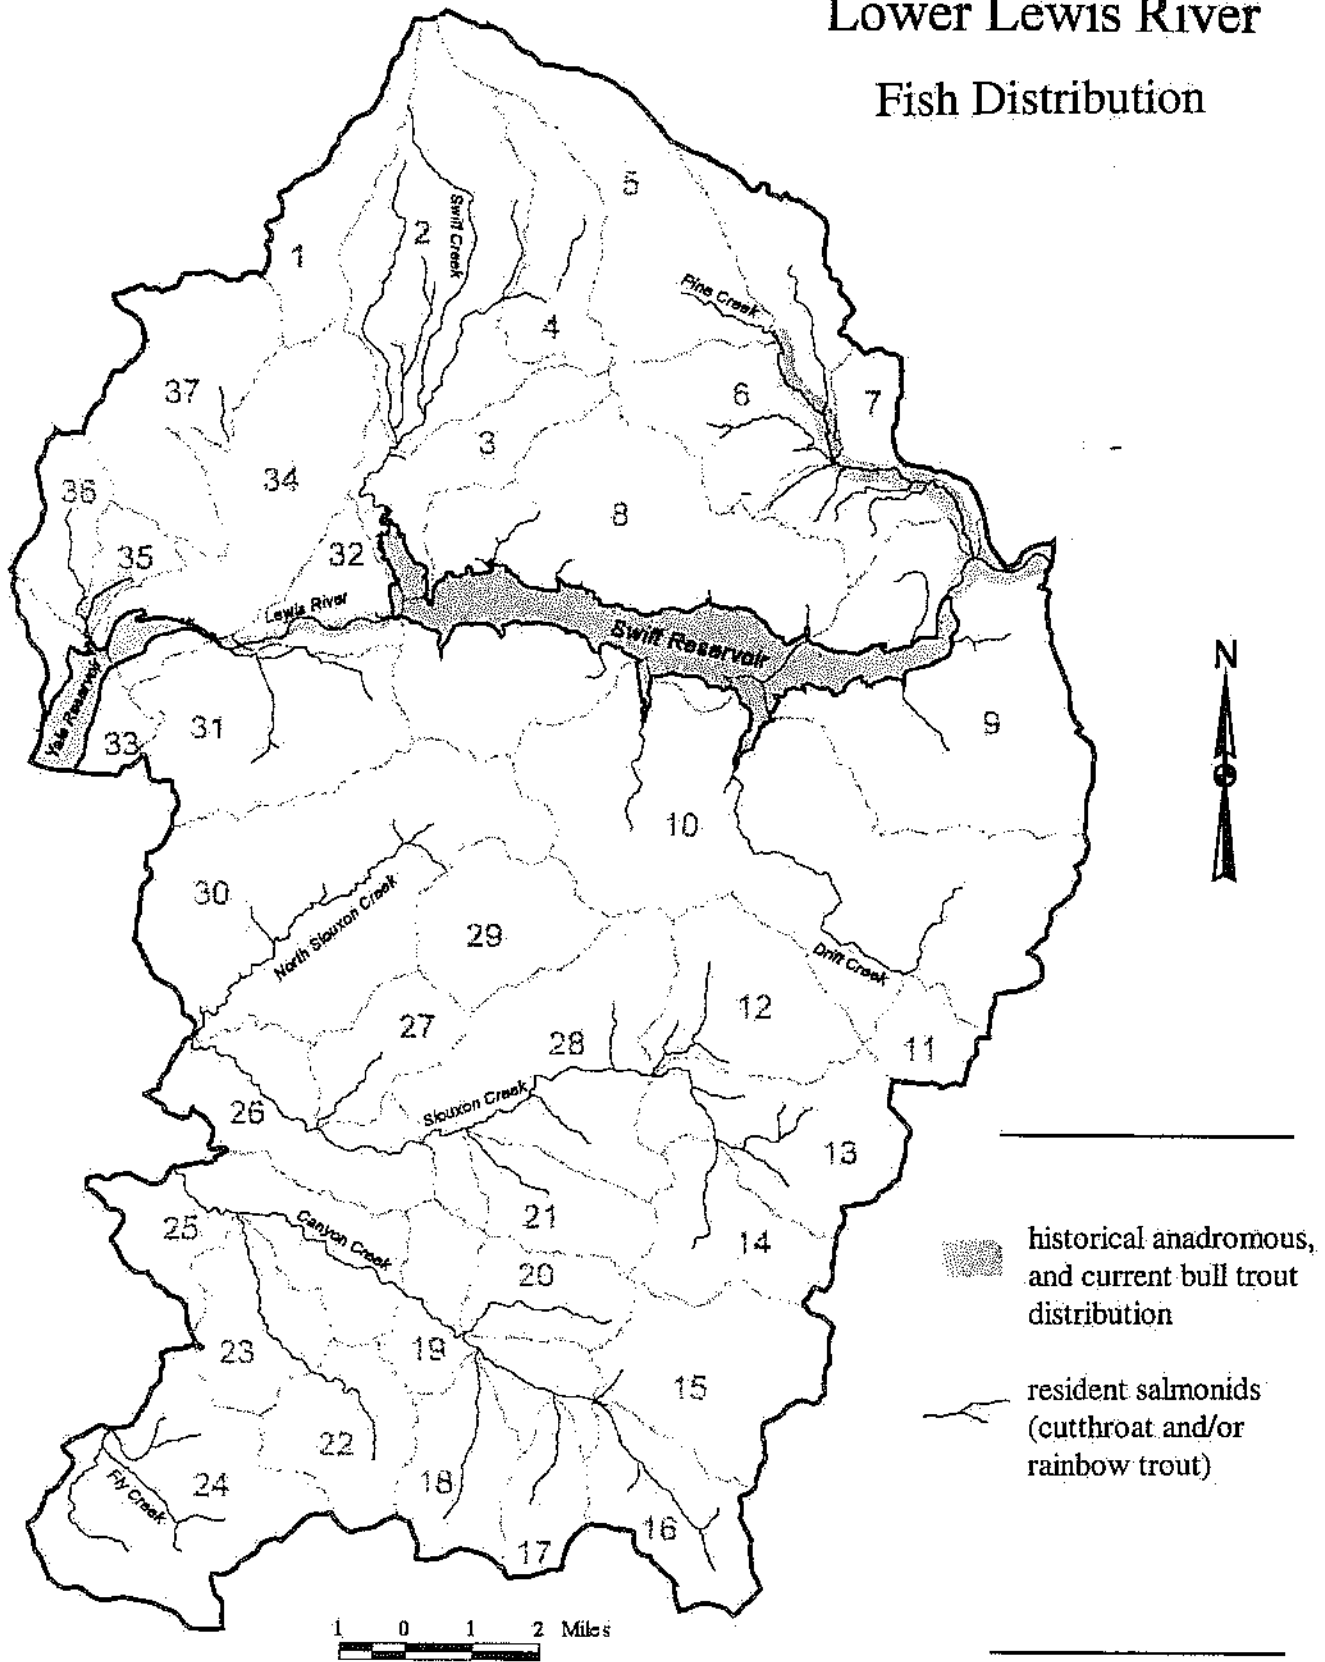 Lower Lewis River
Fish Distribution
5
2
Swift Creek
1
Pine Creek
4
37
6
7
3
34
36
8
35
32
Lewis River
Swift Reservoir
Yale Reservoir
33
31
9
N
10
30
North Siouxon Creek
29
Drift Creek
12
27
28
11
Siouxon Creek
26
13
21
25
Canyon Creek
14
20
23
19
15
22
18
24
Fly Creek
16
17
historical anadromous,
and current bull trout
distribution
resident salmonids
(cutthroat and/or
rainbow trout)
1 0 1 2 Miles